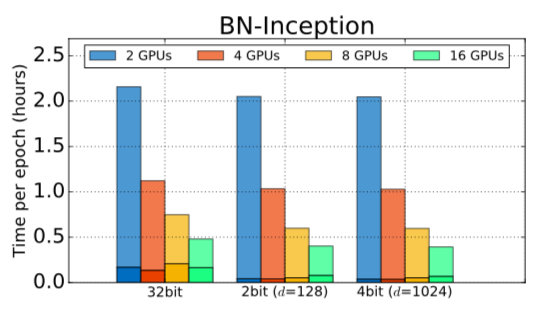 BN-Inception
2 GPUs 4 GPUs 8 GPUs 16 GPUs
Time per epoch (hours)
2.5
2.0
1.5
1.0
0.5
0.0
32bit 2bit (d=128) 4bit (d=1024)